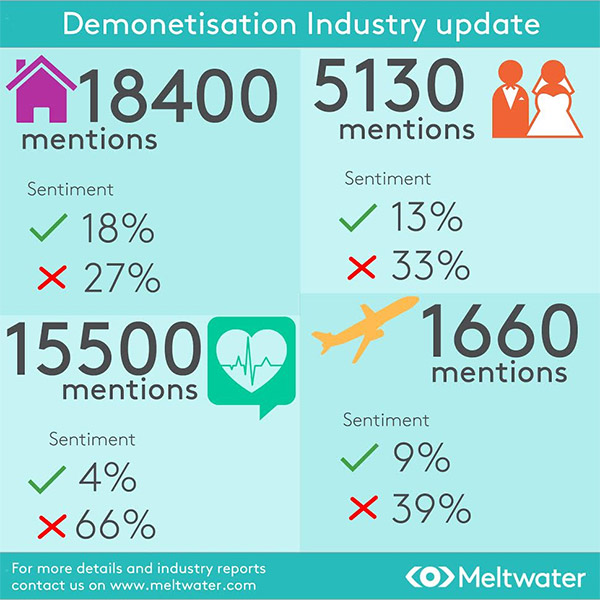 Demonetisation Industry update
18400
mentions
Sentiment
18%
27%
5130
mentions
Sentiment
13%
33%
15500
mentions
Sentiment
4%
66%
1660
mentions
Sentiment
9%
39%
For more details and industry reports
contact us on www.meltwater.com
Meltwater